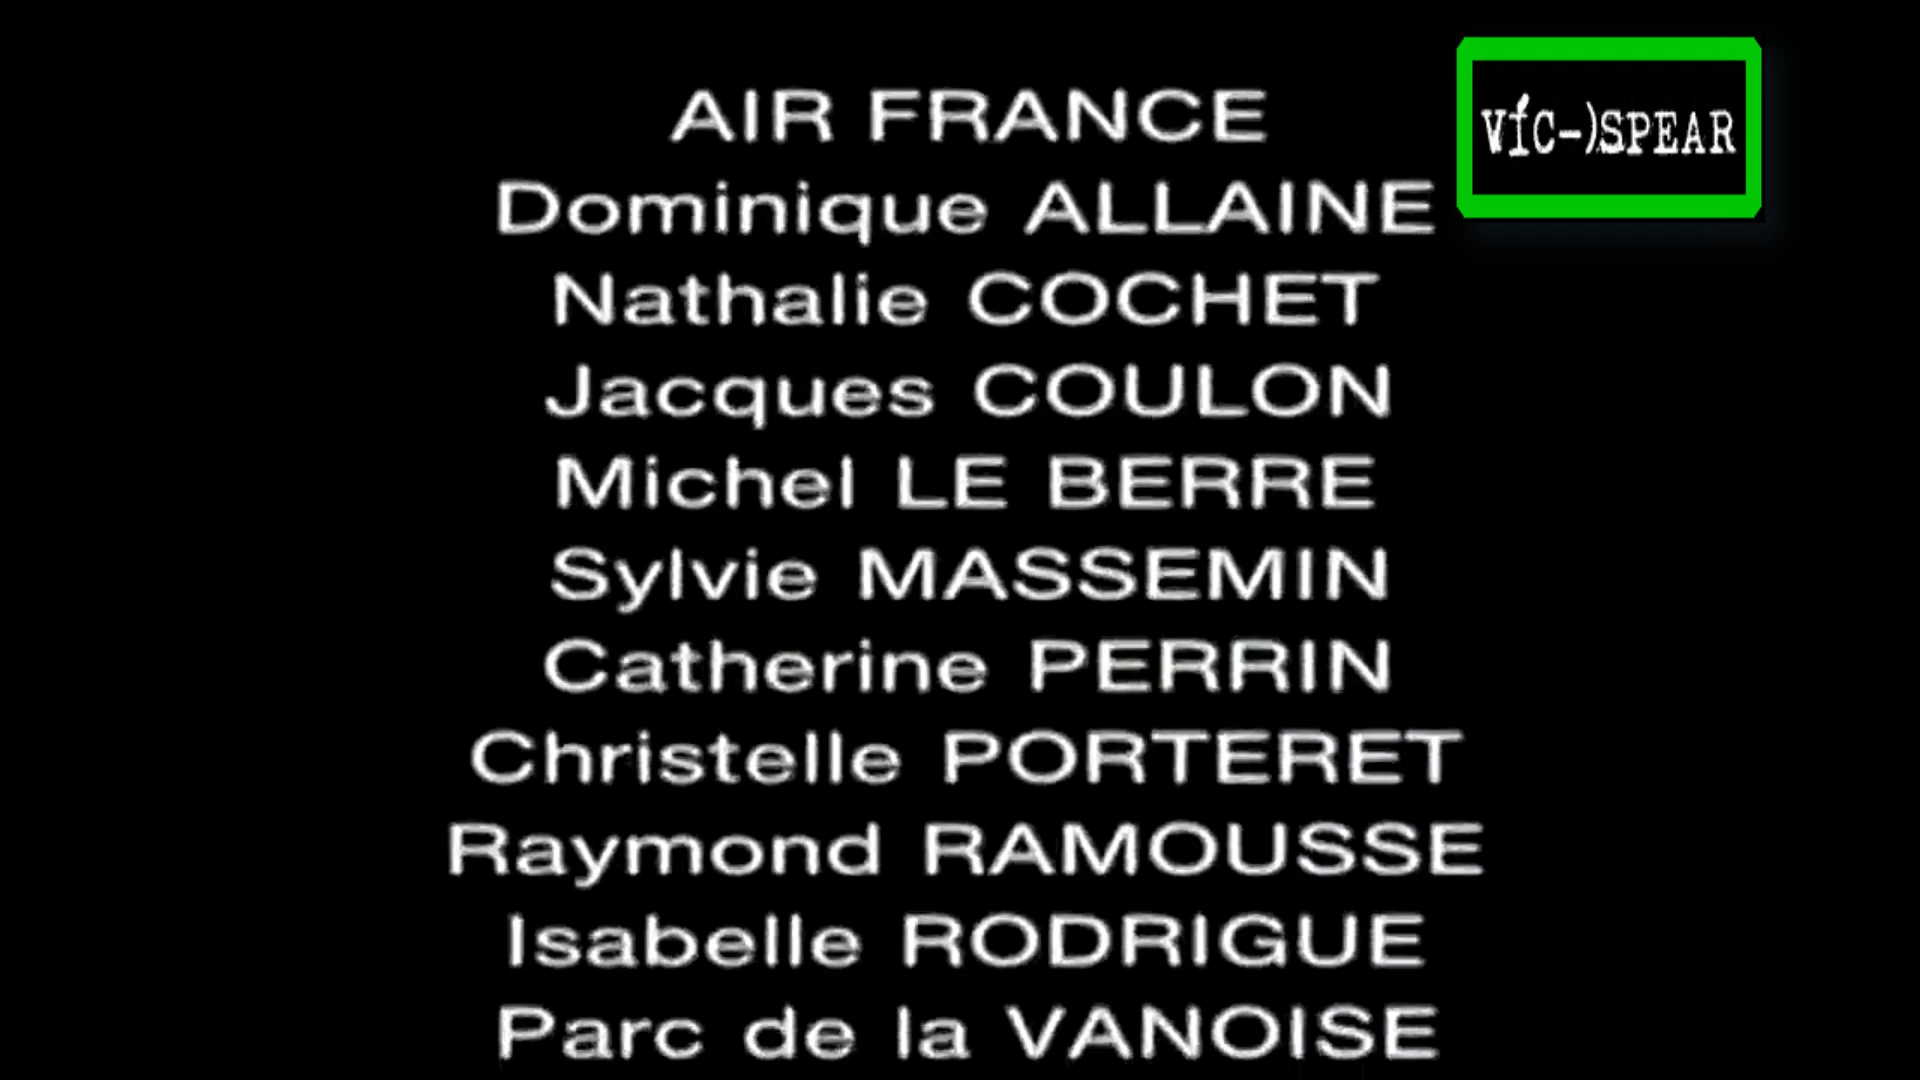 AIR FRANCE
VíC-)SPEAR
Dominique ALLAINE
Nathalie COCHET
Jacques COULON
Michel LE BERRE
Sylvie MASSEMIN
Catherine PERRIN
Christelle PORTERET
Raymond RAMOUSSE
Isabelle RODRIGUE
Parc de la VANOISE